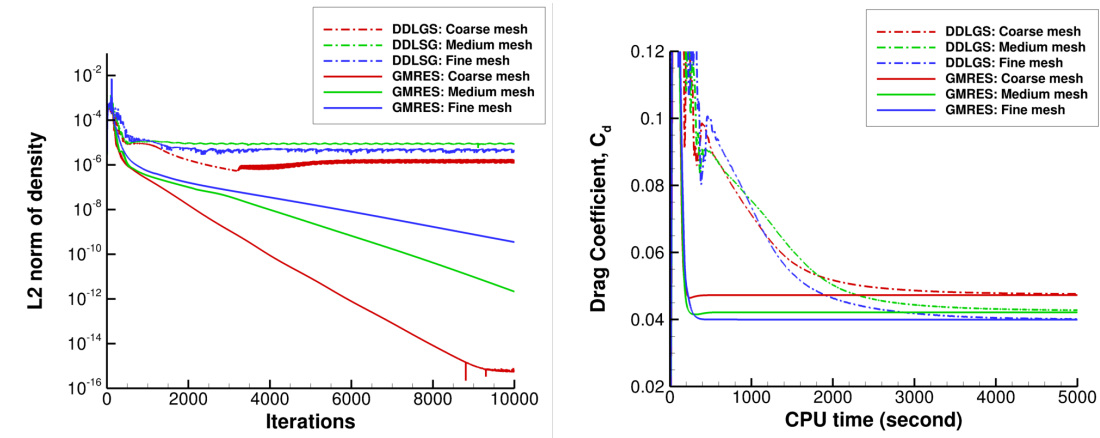 DDLGS: Coarse mesh
DDLSG: Medium mesh
DDLSG: Fine mesh
GMRES: Coarse mesh
GMRES: Medium mesh
GMRES: Fine mesh
10^-2
10^-4
10^-6
10^-8
10^-10
10^-12
10^-14
10^-16
L2 norm of density
0 2000 4000 6000 8000 10000
Iterations
DDLGS: Coarse mesh
DDLGS: Medium mesh
DDLGS: Fine mesh
GMRES: Coarse mesh
GMRES: Medium mesh
GMRES: Fine mesh
0.12
0.1
0.08
0.06
0.04
0.02
Drag Coefficient, C_d
0 1000 2000 3000 4000 5000
CPU time (second)